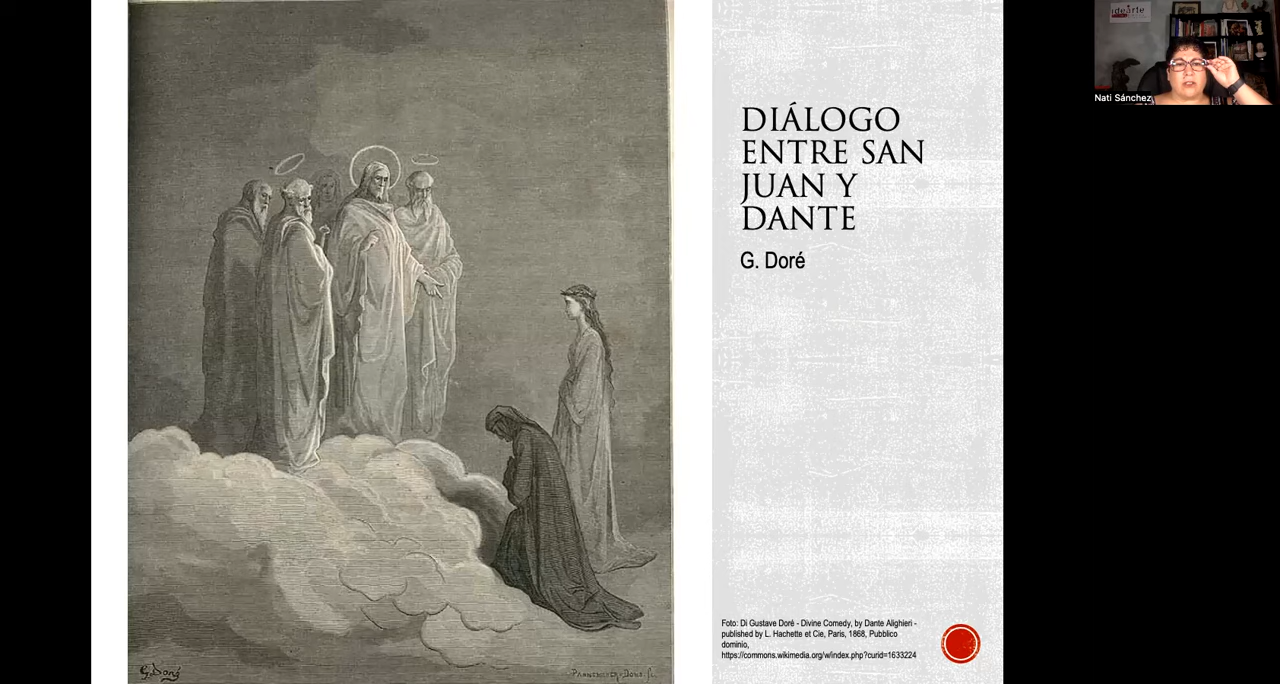 DIÁLOGO
ENTRE SAN
JUAN Y
DANTE
G. Doré
Foto: Di Gustave Doré - Divine Comedy, by Dante Alighieri -
published by L. Hachette et Cie, Paris, 1868, Pubblico
dominio,
https://commons.wikimedia.org/w/index.php?curid=1633224
G. Doré
idearte
Nati Sánchez